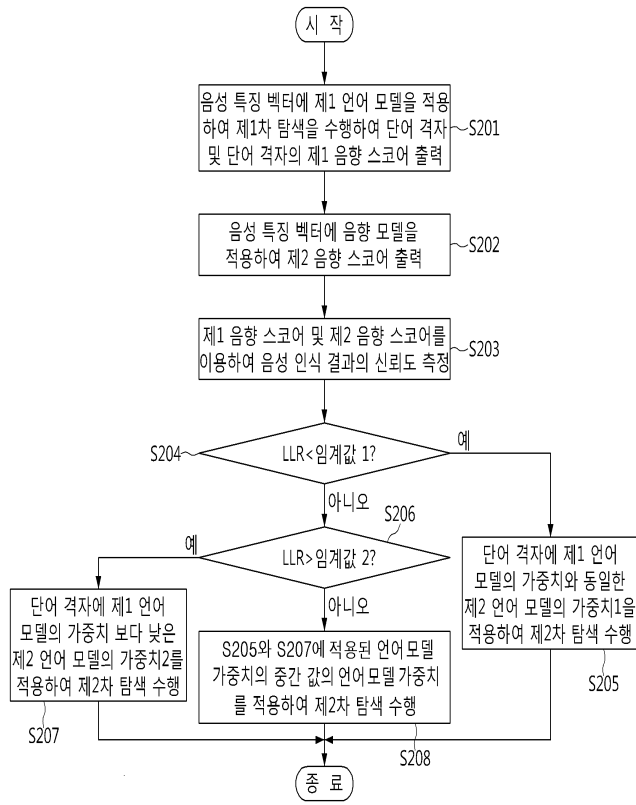 시 작
음성 특징 벡터에 제1 언어 모델을 적용
하여 제1차 탐색을 수행하여 단어 격자
및 단어 격자의 제1 음향 스코어 출력
S201
음성 특징 벡터에 음향 모델을
적용하여 제2 음향 스코어 출력
S202
제1 음향 스코어 및 제2 음향 스코어를
이용하여 음성 인식 결과의 신뢰도 측정
S203
LLR<임계값 1?
S204
예
아니오
S206
LLR>임계값 2?
예
아니오
단어 격자에 제1 언어
모델의 가중치와 동일한
제2 언어 모델의 가중치1을
적용하여 제2차 탐색 수행
S205
단어 격자에 제1 언어
모델의 가중치 보다 낮은
제2 언어 모델의 가중치2를
적용하여 제2차 탐색 수행
S207
S205와 S207에 적용된 언어모델
가중치의 중간 값의 언어모델 가중치
를 적용하여 제2차 탐색 수행
S208
종 료